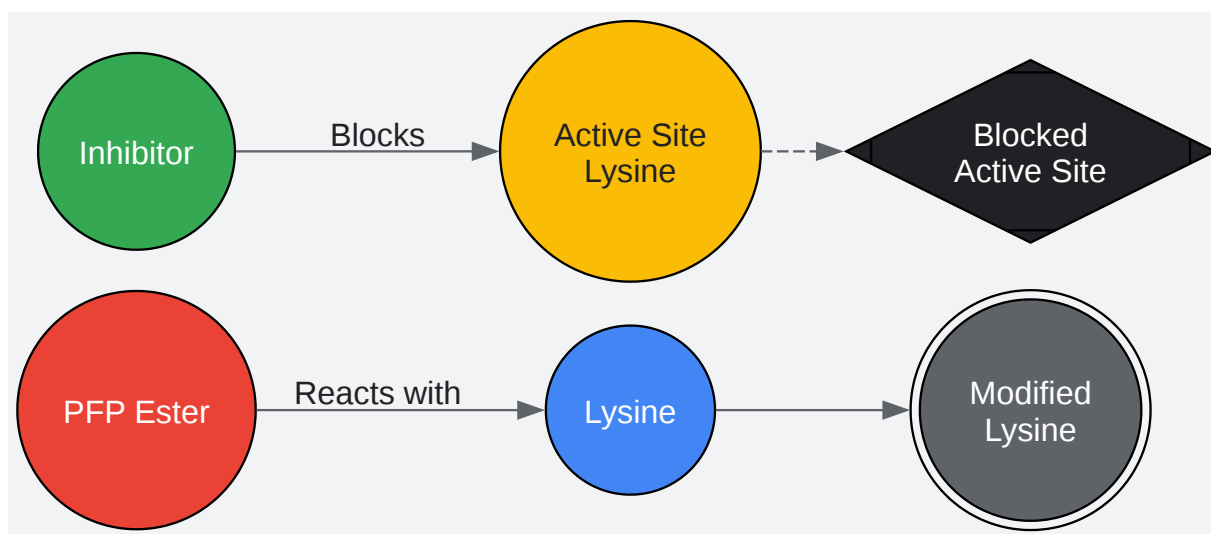 Inhibitor
Blocks
Active Site
Lysine
Blocked
Active Site
PFP Ester
Reacts with
Lysine
Modified
Lysine